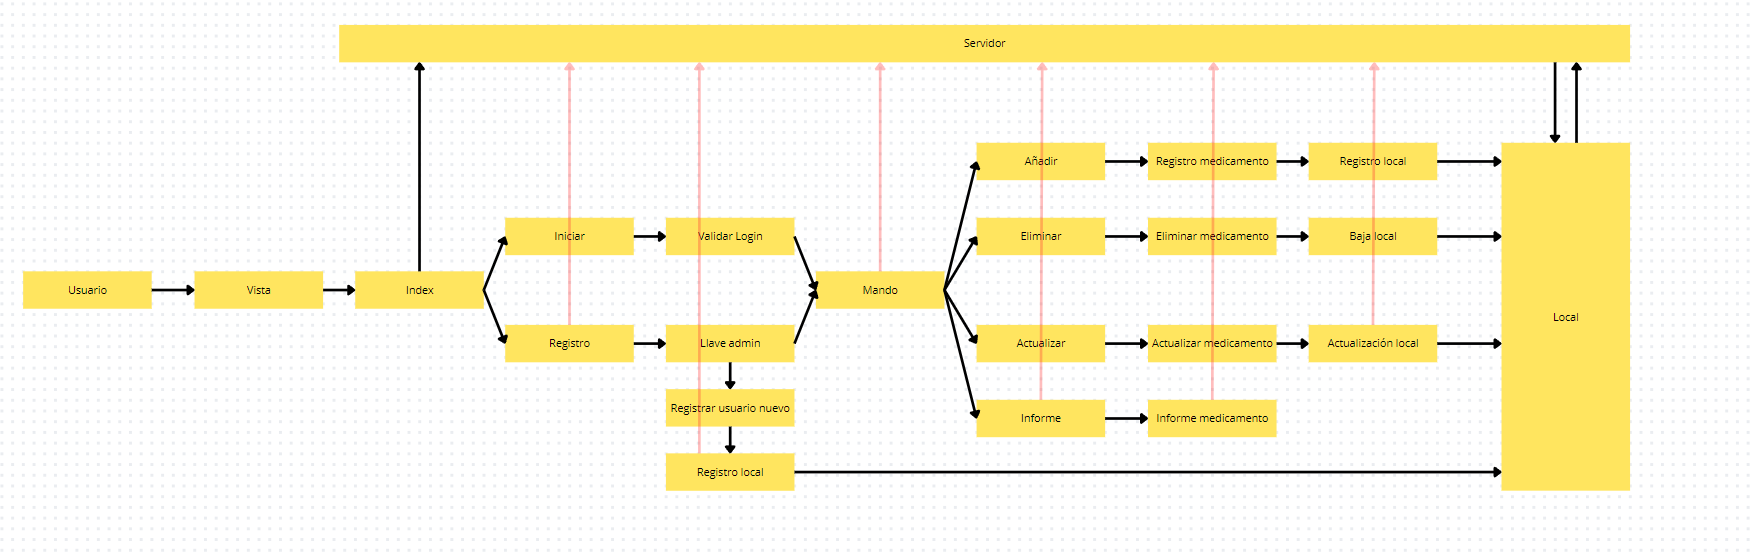 Servidor
Añadir
Registro medicamento
Registro local
Iniciar
Validar Login
Eliminar
Eliminar medicamento
Baja local
Usuario
Vista
Index
Mando
Local
Registro
Llave admin
Actualizar
Actualizar medicamento
Actualización local
Registrar usuario nuevo
Informe
Informe medicamento
Registro local